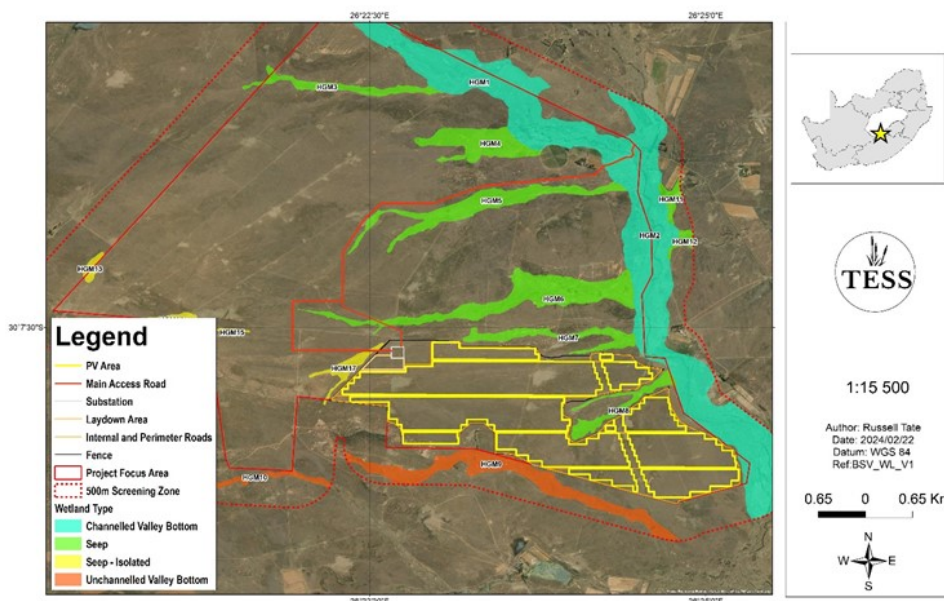 26°22'30"E
26°25'0"E
HGM3
HGM1
HGM4
HGM5
HGM11
HGM2
HGM12
HGM13
HGM6
30°7'30"S
HGM15
HGM7
HGM17
HGM8
HGM9
HGM10
Legend
PV Area
Main Access Road
Substation
Laydown Area
Internal and Perimeter Roads
Fence
Project Focus Area
500m Screening Zone
Wetland Type
Channelled Valley Bottom
Seep
Seep - Isolated
Unchannelled Valley Bottom
TESS
1:15 500
Author: Russell Tate
Date: 2024/02/22
Datum: WGS 84
Ref:BSV_WL_V1
0.65 0 0.65 Km
N
W E
S